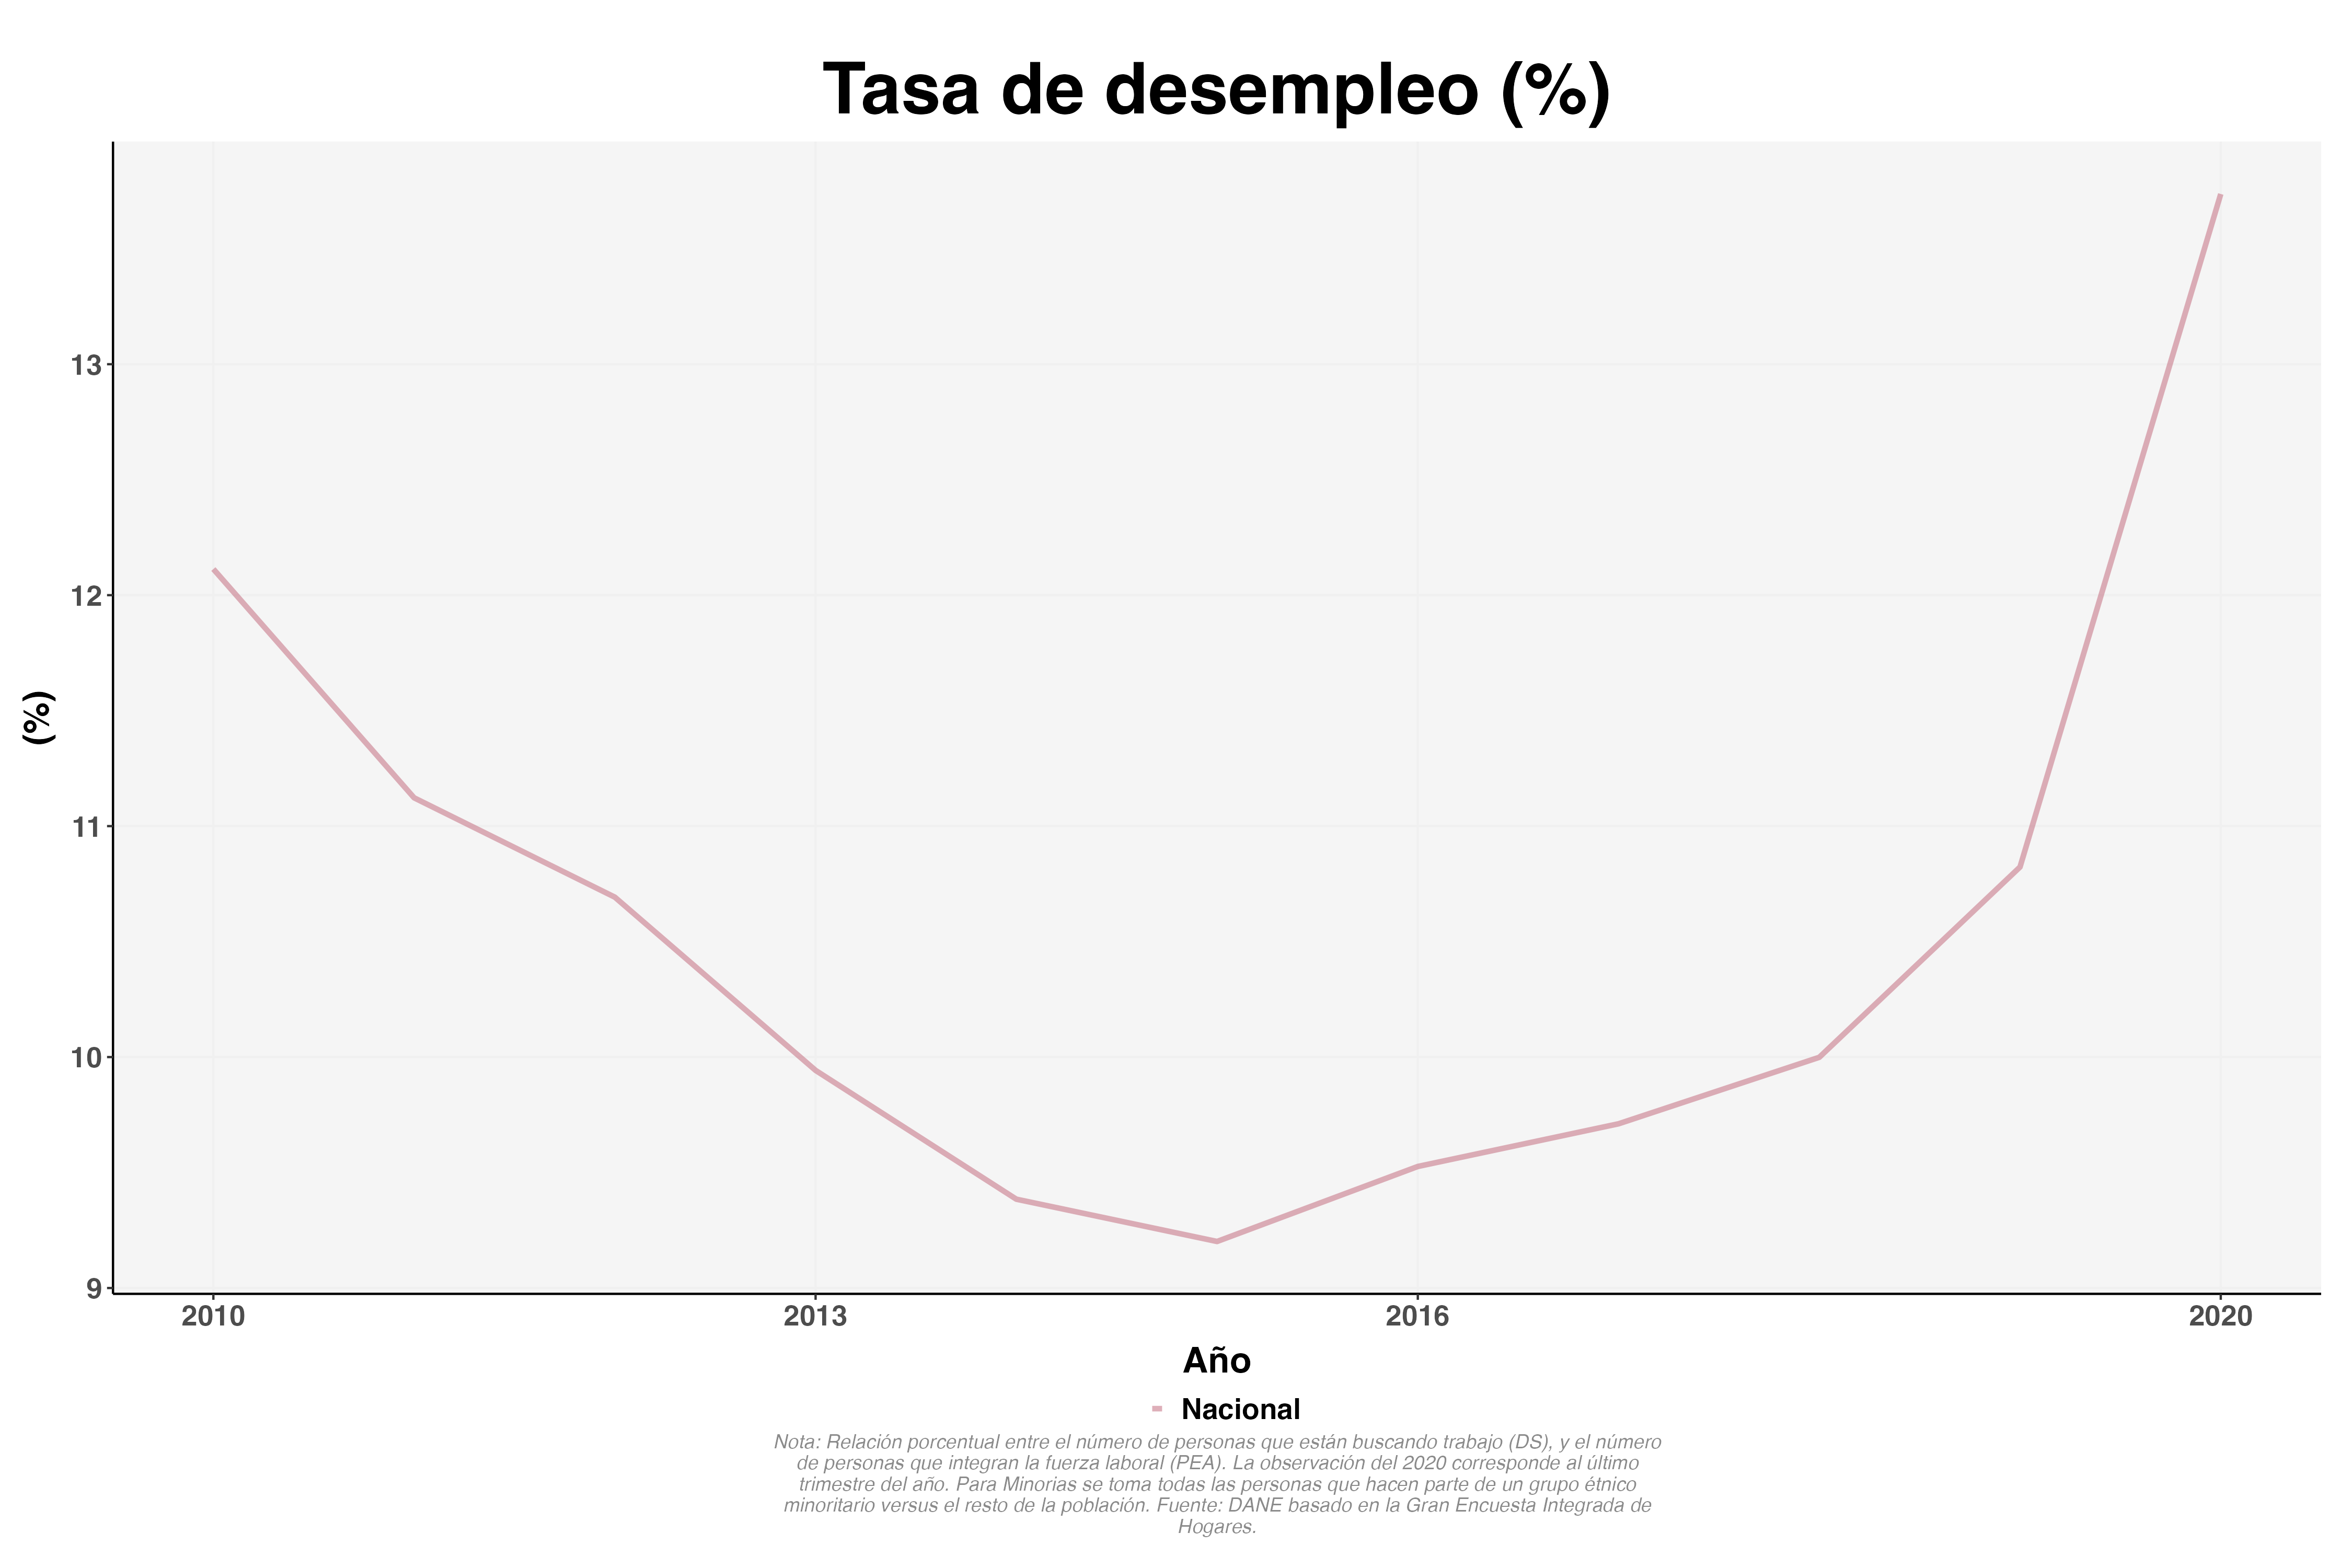 Tasa de desempleo (%)
13
12
11
10
9
(%)
2010 2013 2016 2020
Año
Nacional
Nota: Relación porcentual entre el número de personas que están buscando trabajo (DS), y el número
de personas que integran la fuerza laboral (PEA). La observación del 2020 corresponde al último
trimestre del año. Para Minorias se toma todas las personas que hacen parte de un grupo étnico
minoritario versus el resto de la población. Fuente: DANE basado en la Gran Encuesta Integrada de
Hogares.